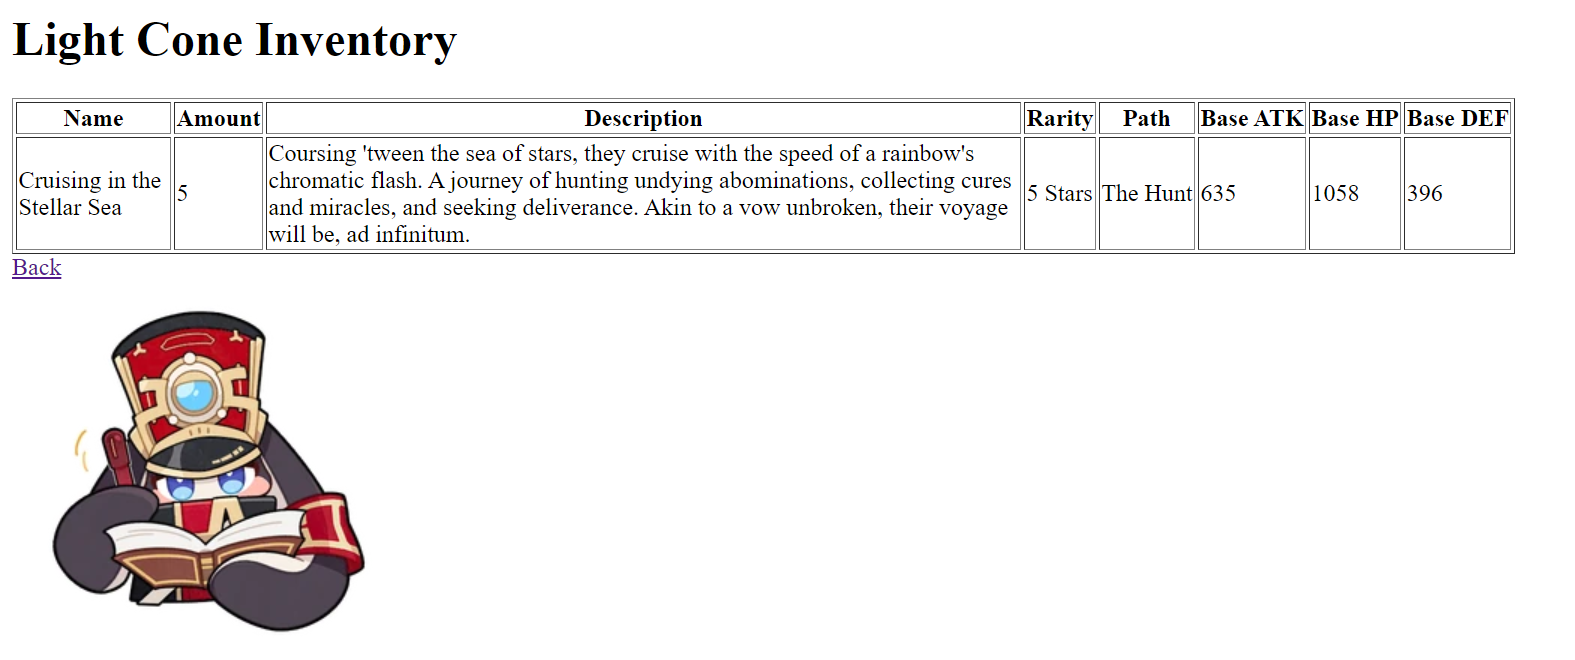 Light Cone Inventory
Name Amount Description Rarity Path Base ATK Base HP Base DEF
Cruising in the
Stellar Sea
5
Coursing 'tween the sea of stars, they cruise with the speed of a rainbow's
chromatic flash. A journey of hunting undying abominations, collecting cures
and miracles, and seeking deliverance. Akin to a vow unbroken, their voyage
will be, ad infinitum.
5 Stars The Hunt 635 1058 396
Back